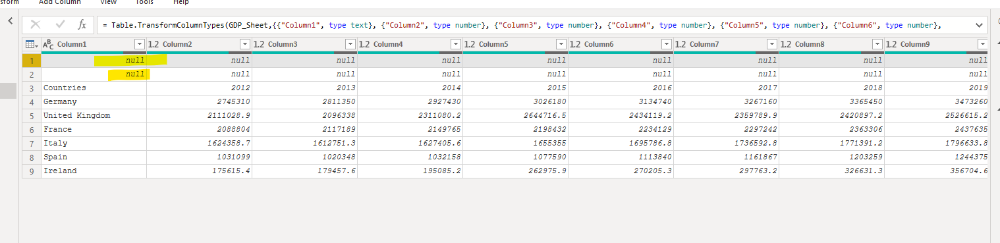 sform Add Column View Tools Help
= Table.TransformColumnTypes(GDP_Sheet,{{"Column1", type text}, {"Column2", type number}, {"Column3", type number}, {"Column4", type number}, {"Column5", type number}, {"Column6", type number},
ABC Column1 1.2 Column2 1.2 Column3 1.2 Column4 1.2 Column5 1.2 Column6 1.2 Column7 1.2 Column8 1.2 Column9
1 null null null null null null null null null
2 null null null null null null null null null
3 Countries 2012 2013 2014 2015 2016 2017 2018 2019
4 Germany 2745310 2811350 2927430 3026180 3134740 3267160 3365450 3473260
5 United Kingdom 2111028.9 2096338 2311080.2 2644716.5 2434119.2 2359789.9 2420897.2 2526615.2
6 France 2088804 2117189 2149765 2198432 2234129 2297242 2363306 2437635
7 Italy 1624358.7 1612751.3 1627405.6 1655355 1695786.8 1736592.8 1771391.2 1796633.8
8 Spain 1031099 1020348 1032158 1077590 1113840 1161867 1203259 1244375
9 Ireland 175615.4 179457.6 195085.2 262975.9 270205.3 297763.2 326631.3 356704.6